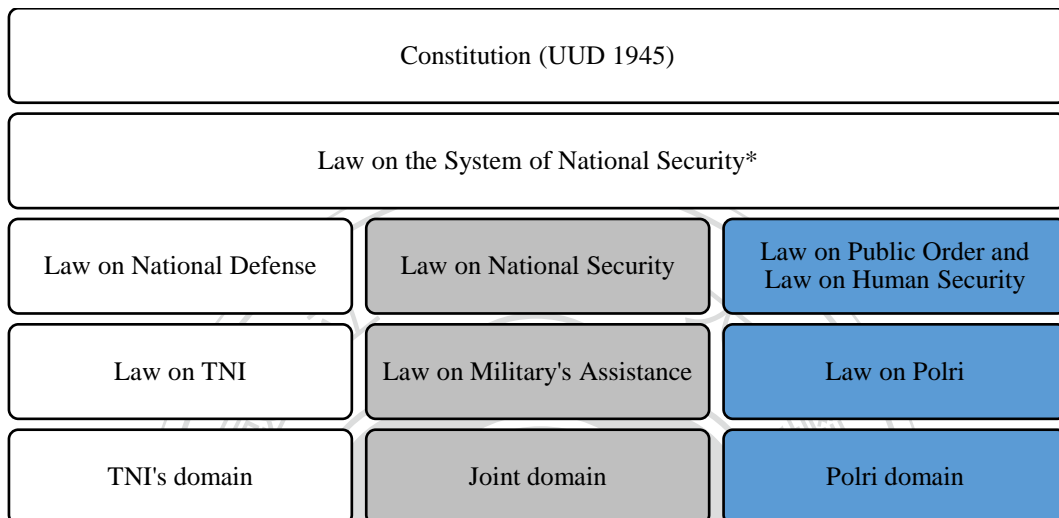 Constitution (UUD 1945)
Law on the System of National Security*
Law on National Defense
Law on National Security
Law on Public Order and
Law on Human Security
Law on TNI
Law on Military's Assistance
Law on Polri
TNI's domain
Joint domain
Polri domain